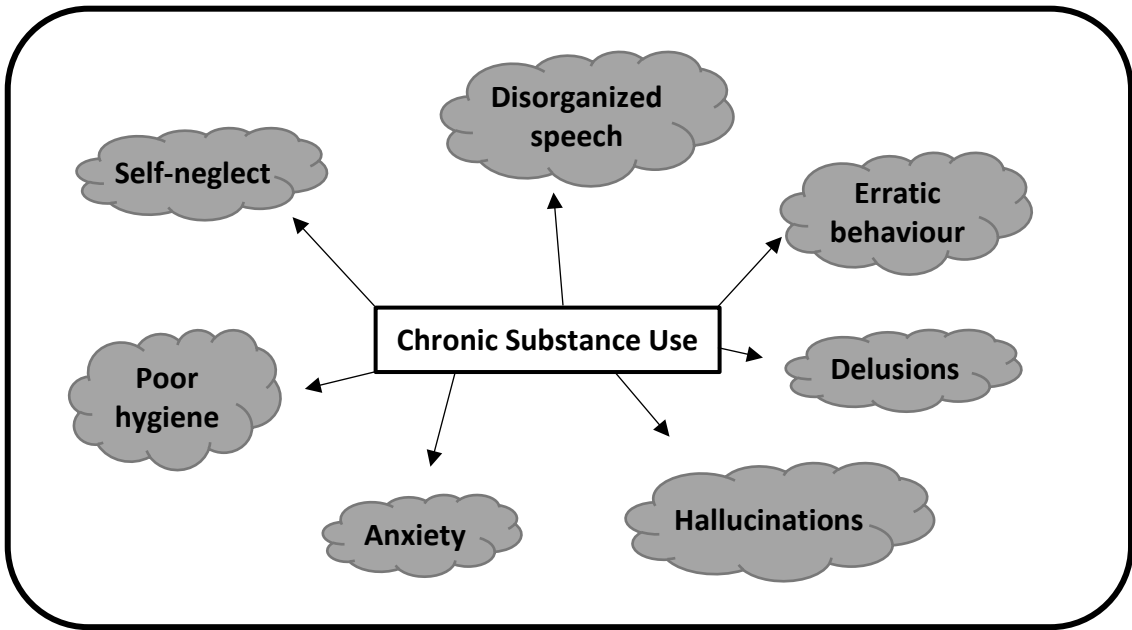 Disorganized
speech
Self-neglect
Erratic
behaviour
Chronic Substance Use
Delusions
Poor
hygiene
Hallucinations
Anxiety